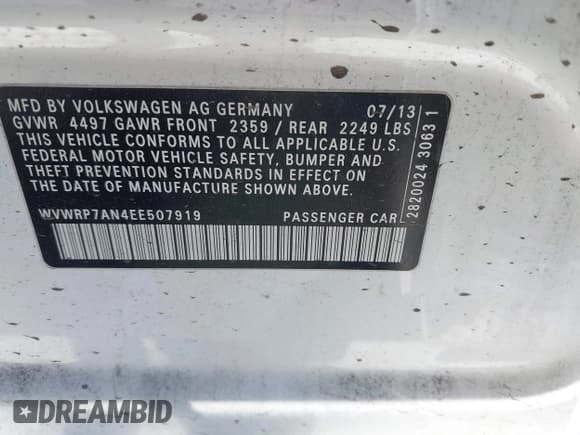 MFD BY VOLKSWAGEN AG GERMANY 07/13
GVWR 4497 GAWR FRONT 2359 / REAR 2249 LBS
THIS VEHICLE CONFORMS TO ALL APPLICABLE U.S.
FEDERAL MOTOR VEHICLE SAFETY, BUMPER AND
THEFT PREVENTION STANDARDS IN EFFECT ON
THE DATE OF MANUFACTURE SHOWN ABOVE.
WVWRP7AN4EE507919 PASSENGER CAR
2820024 3063 1
DREAMBID